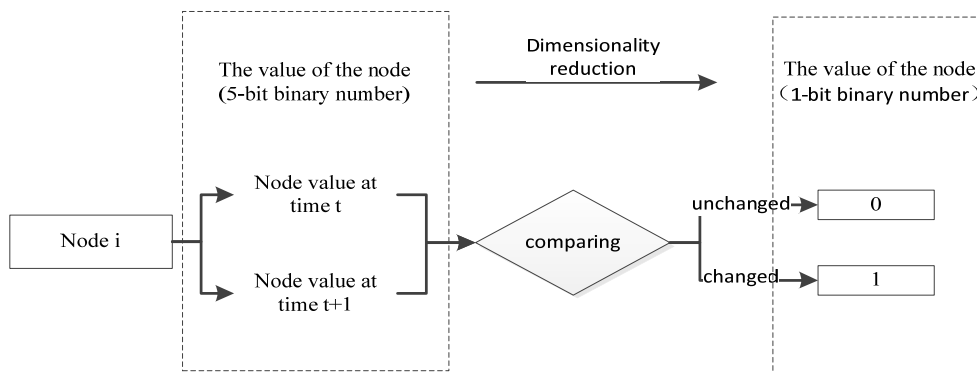 The value of the node
(5-bit binary number)
Dimensionality
reduction
The value of the node
（1-bit binary number）
Node i
Node value at
time t
Node value at
time t+1
comparing
unchanged
0
changed
1